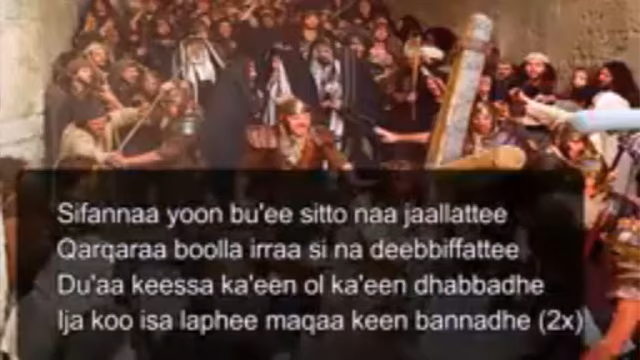 Sifannaa yoon bu'ee sitto naa jaallattee
Qarqaraa boolla irraa si na deebbiffattee
Du'aa keessa ka'een ol ka'een dhabbadhe
Ija koo isa laphee maqaa keen bannadhe (2x)